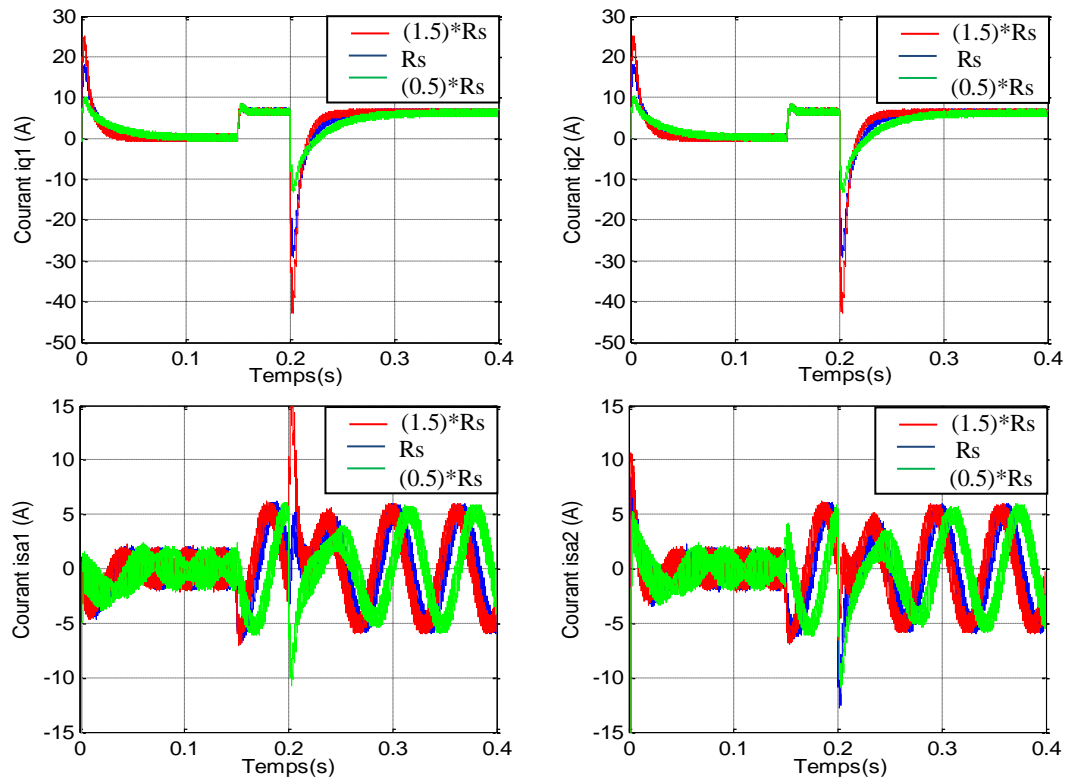 30
20
10
0
-10
-20
-30
-40
-50
Courant iq1 (A)
(1.5)*Rs
Rs
(0.5)*Rs
0
0.1
0.2
0.3
0.4
Temps(s)
30
20
10
0
-10
-20
-30
-40
-50
Courant iq2 (A)
(1.5)*Rs
Rs
(0.5)*Rs
0
0.1
0.2
0.3
0.4
Temps(s)
15
10
5
0
-5
-10
-15
Courant isa1 (A)
(1.5)*Rs
Rs
(0.5)*Rs
0
0.1
0.2
0.3
0.4
Temps(s)
15
10
5
0
-5
-10
-15
Courant isa2 (A)
(1.5)*Rs
Rs
(0.5)*Rs
0
0.1
0.2
0.3
0.4
Temps(s)